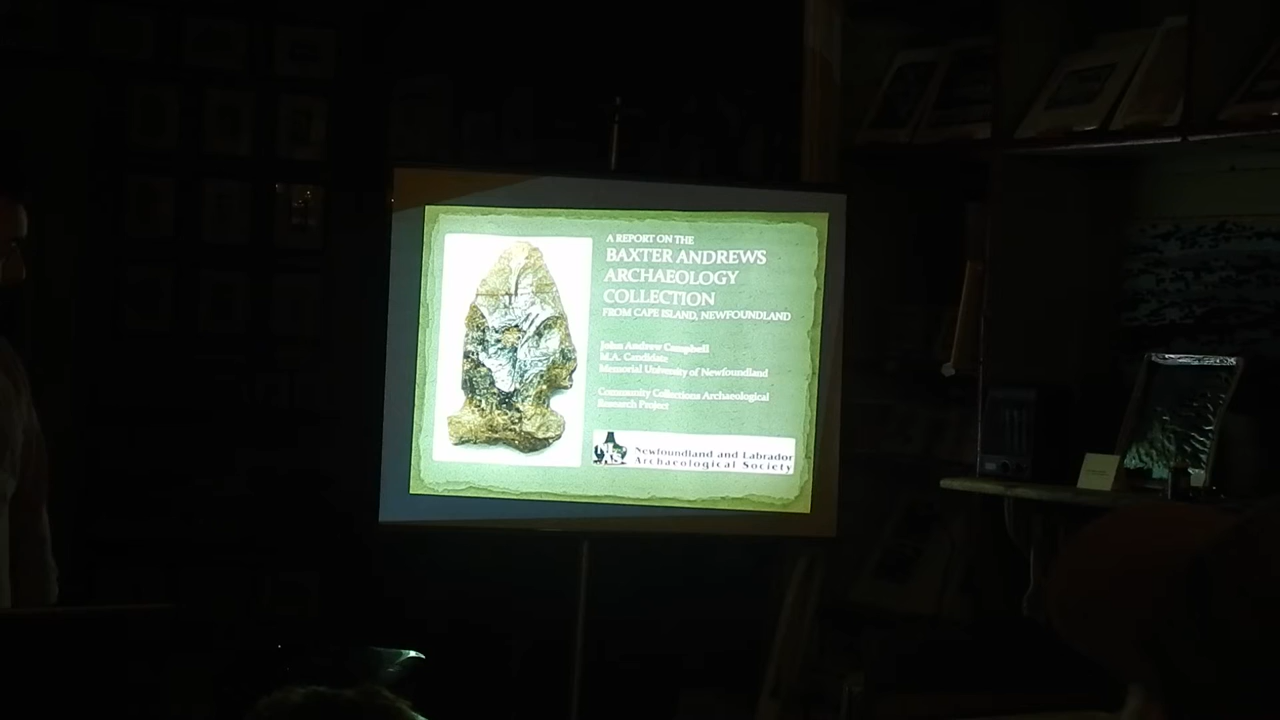 A REPORT ON THE
BAXTER ANDREWS
ARCHAEOLOGY
COLLECTION
FROM CAPE ISLAND, NEWFOUNDLAND
John Andrew Campbell
M.A. Candidate
Memorial University of Newfoundland
Community Collections Archaeological
Research Project
Newfoundland and Labrador
Archaeological Society